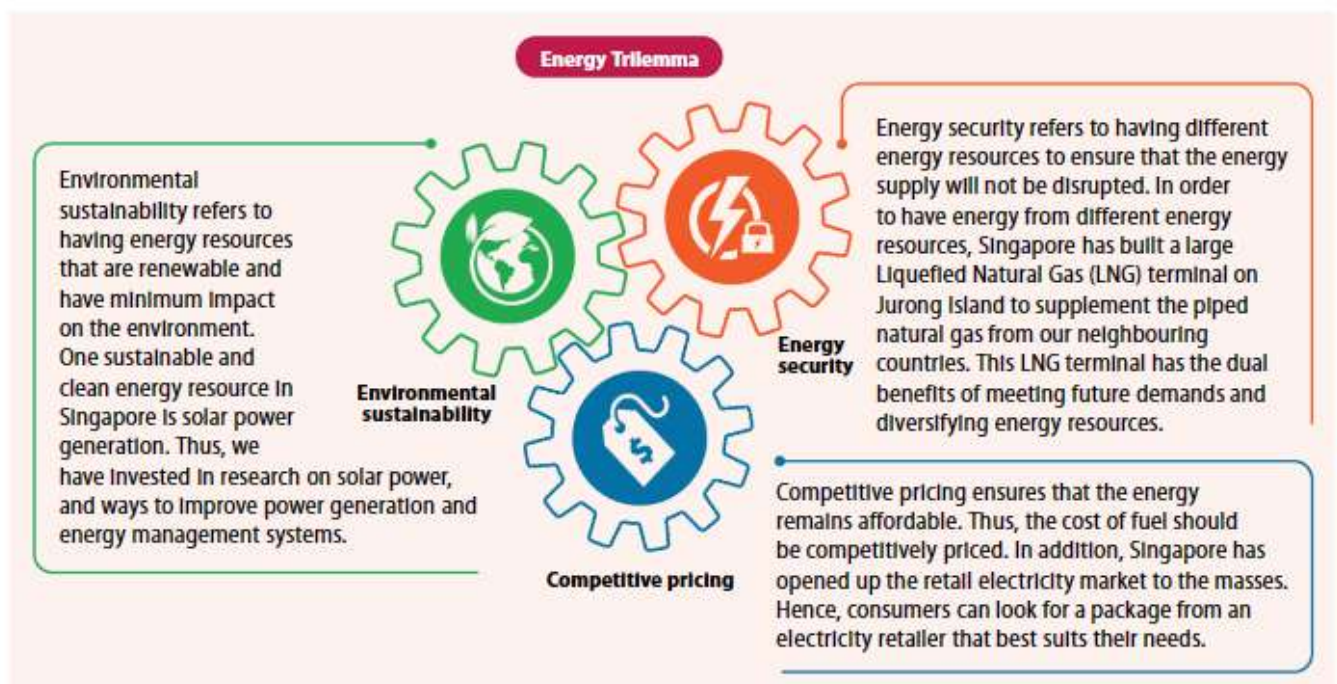 Energy Trilemma
Environmental
sustainability refers to
having energy resources
that are renewable and
have minimum impact
on the environment.
One sustainable and
clean energy resource in
Singapore is solar power
generation. Thus, we
have invested in research on solar power,
and ways to improve power generation and
energy management systems.
Environmental
sustainability
Energy security refers to having different
energy resources to ensure that the energy
supply will not be disrupted. In order
to have energy from different energy
resources, Singapore has built a large
Liquefied Natural Gas (LNG) terminal on
Jurong Island to supplement the piped
natural gas from our neighbouring
countries. This LNG terminal has the dual
benefits of meeting future demands and
diversifying energy resources.
Energy
security
$
Competitive pricing
Competitive pricing ensures that the energy
remains affordable. Thus, the cost of fuel should
be competitively priced. In addition, Singapore has
opened up the retail electricity market to the masses.
Hence, consumers can look for a package from an
electricity retailer that best suits their needs.